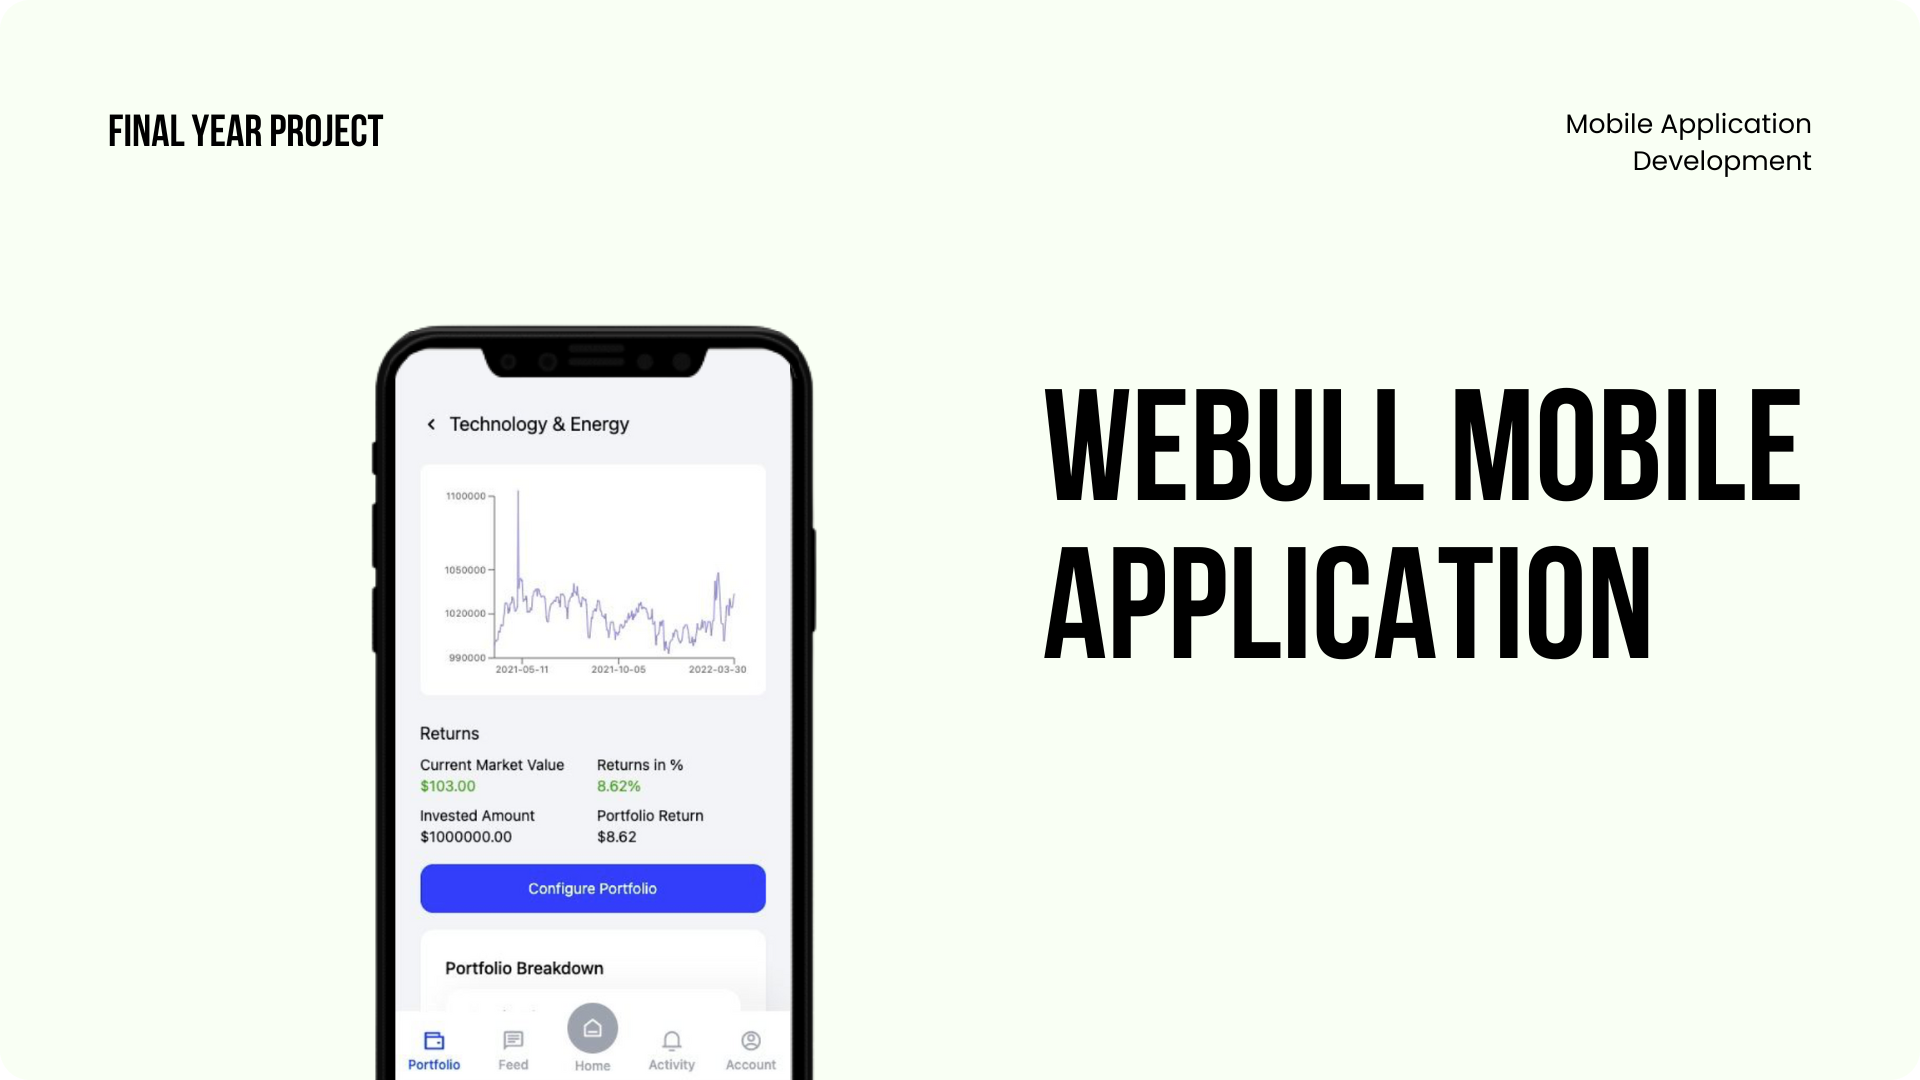 FINAL YEAR PROJECT
Mobile Application
Development
WEBULL MOBILE
APPLICATION
Technology & Energy
1100000
1050000
1020000
990000
2021-05-11 2021-10-05 2022-03-30
Returns
Current Market Value Returns in %
$103.00 8.62%
Invested Amount Portfolio Return
$1000000.00 $8.62
Configure Portfolio
Portfolio Breakdown
Portfolio Feed Home Activity Account